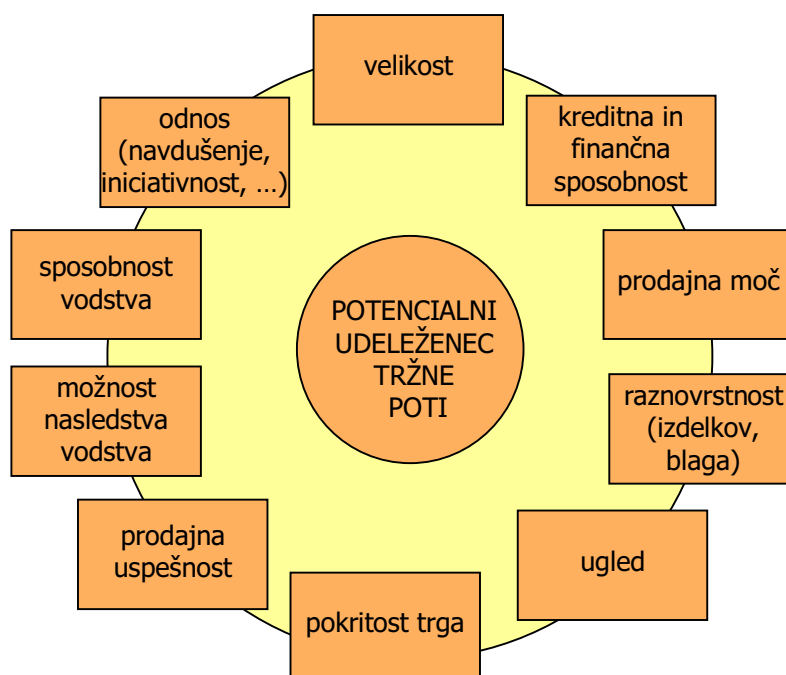 velikost
kreditna in
finančna
sposobnost
prodajna moč
raznovrstnost
(izdelkov,
blaga)
ugled
pokritost trga
prodajna
uspešnost
možnost
nasledstva
vodstva
sposobnost
vodstva
odnos
(navdušenje,
iniciativnost, …)
POTENCIALNI
UDELEŽENEC
TRŽNE
POTI